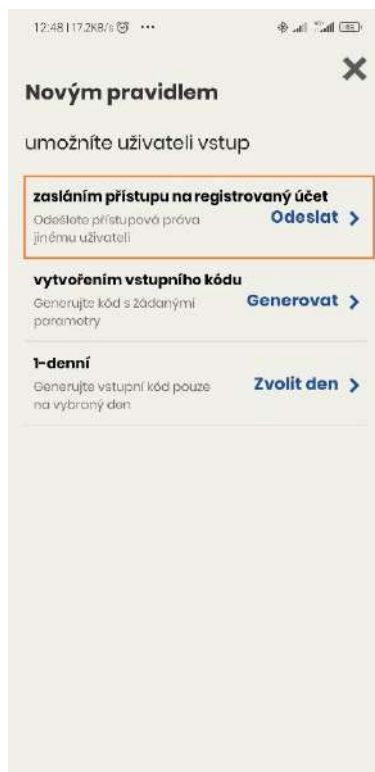 12:48 | 17.2KB/s
Novým pravidlem
umožníte uživateli vstup
zasláním přístupu na registrovaný účet
Odešlete přístupová práva
jinému uživateli
Odeslat
vytvořením vstupního kódu
Generujte kód s žádanými
parametry
Generovat
1-denní
Generujte vstupní kód pouze
na vybraný den
Zvolit den